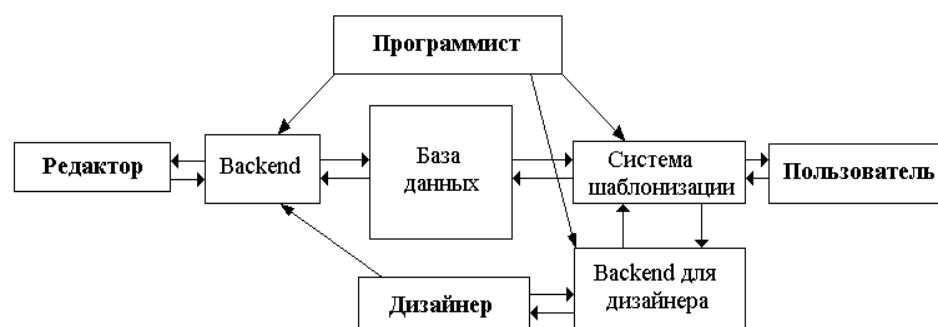 Программист
Редактор
Backend
База
данных
Система
шаблонизации
Пользователь
Дизайнер
Backend для
дизайнера